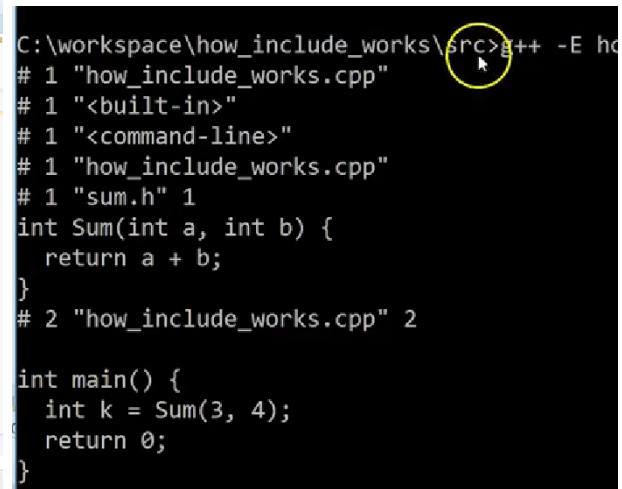 C:\workspace\how_include_works\src>g++ -E ho
# 1 "how_include_works.cpp"
# 1 "<built-in>"
# 1 "<command-line>"
# 1 "how_include_works.cpp"
# 1 "sum.h" 1
int Sum(int a, int b) {
  return a + b;
}
# 2 "how_include_works.cpp" 2
int main() {
  int k = Sum(3, 4);
  return 0;
}